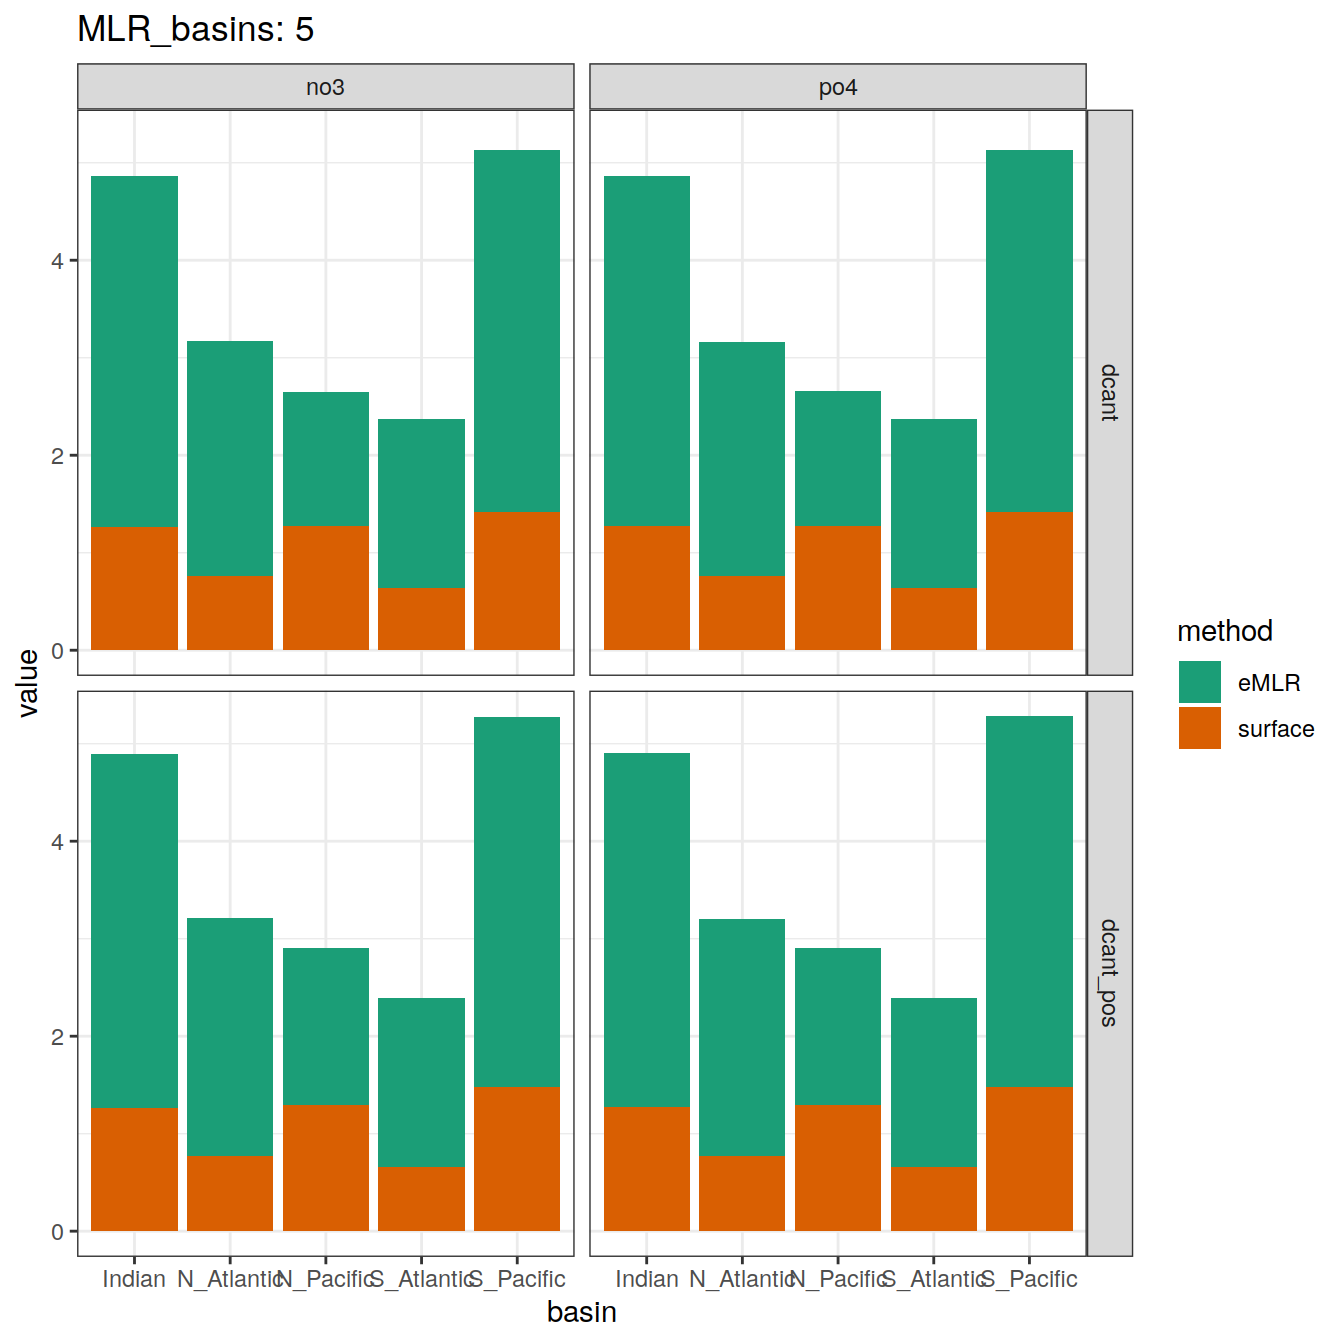 MLR_basins: 5
no3
po4
4
2
0
dcant
4
2
0
dcant_pos
value
Indian N_Atlantic N_Pacific S_Atlantic S_Pacific
Indian N_Atlantic N_Pacific S_Atlantic S_Pacific
basin
method
eMLR
surface